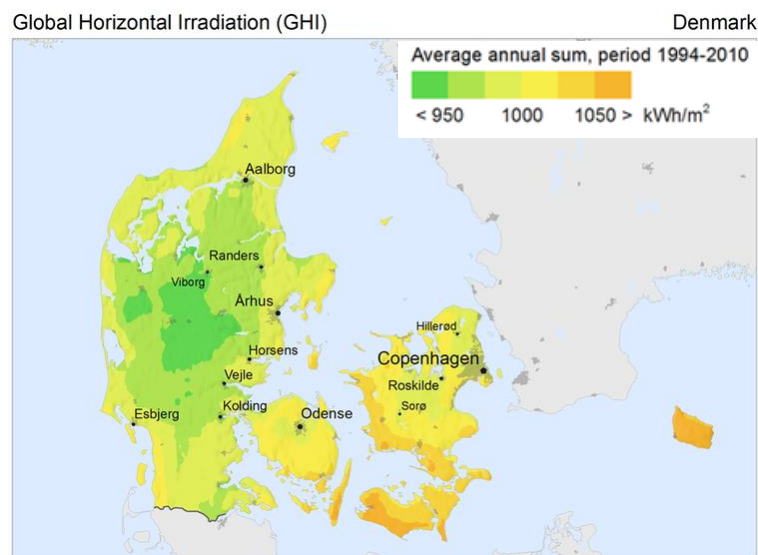 Global Horizontal Irradiation (GHI) Denmark
Average annual sum, period 1994-2010
< 950 1000 1050 > kWh/m²
Aalborg
Randers
Viborg
Århus
Hillerød
Horsens
Copenhagen
Vejle
Roskilde
Kolding
Sorø
Esbjerg
Odense